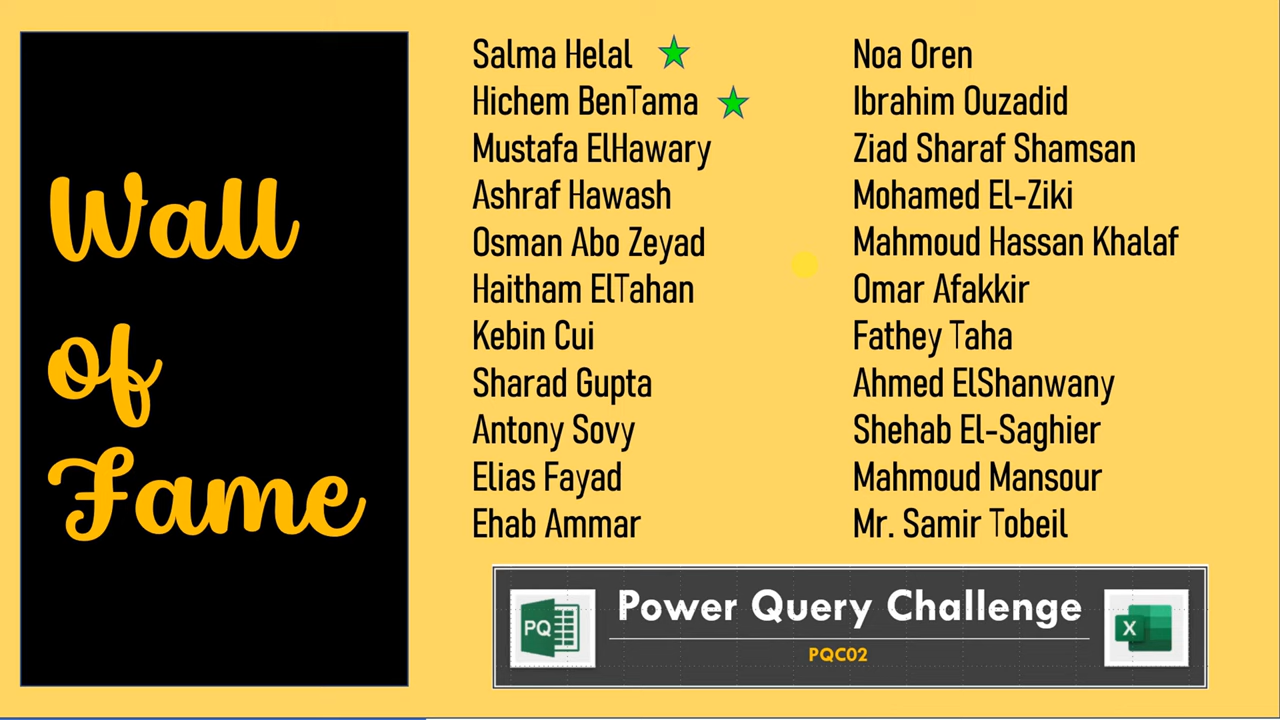 Wall
of
Fame
Salma Helal
Hichem BenTama
Mustafa ElHawary
Ashraf Hawash
Osman Abo Zeyad
Haitham ElTahan
Kebin Cui
Sharad Gupta
Antony Sovy
Elias Fayad
Ehab Ammar
Noa Oren
Ibrahim Ouzadid
Ziad Sharaf Shamsan
Mohamed El-Ziki
Mahmoud Hassan Khalaf
Omar Afakkir
Fathey Taha
Ahmed ElShanwany
Shehab El-Saghier
Mahmoud Mansour
Mr. Samir Tobeil
PQ
Power Query Challenge
PQC02
X